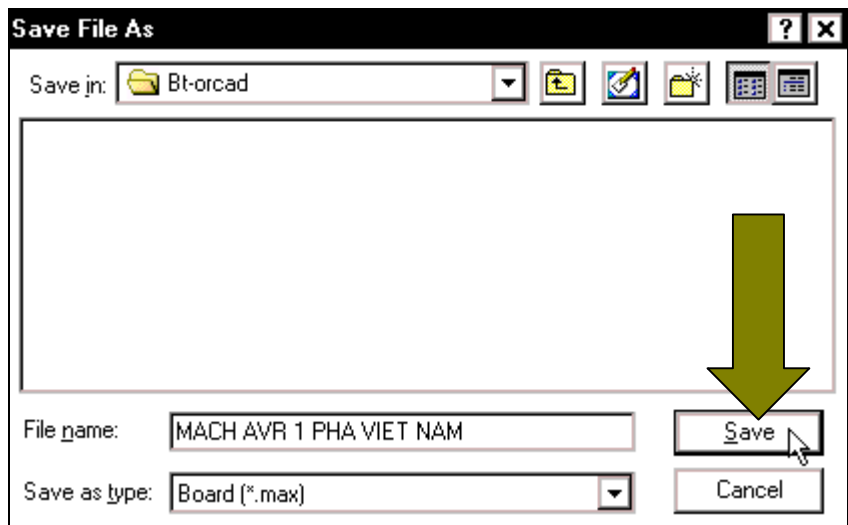 Save File As
Save in: Bt-orcad
File name: MACH AVR 1 PHA VIET NAM Save
Save as type: Board (*.max) Cancel